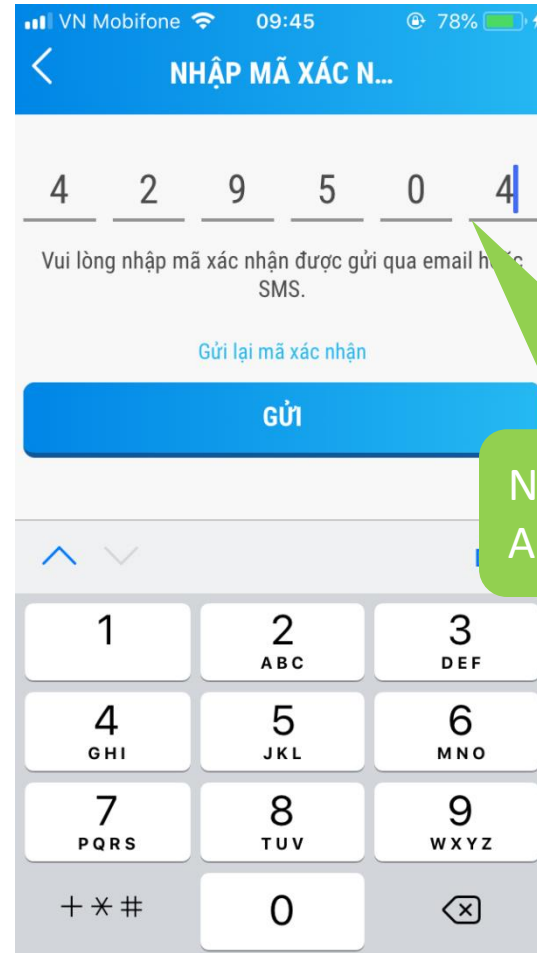 VN Mobifone 09:45 78%
NHẬP MÃ XÁC N...
4 2 9 5 0 4
Vui lòng nhập mã xác nhận được gửi qua email hoặc
SMS.
Gửi lại mã xác nhận
GỬI
N
A
1 2 3
ABC DEF
4 5 6
GHI JKL MNO
7 8 9
PQRS TUV WXYZ
+*# 0